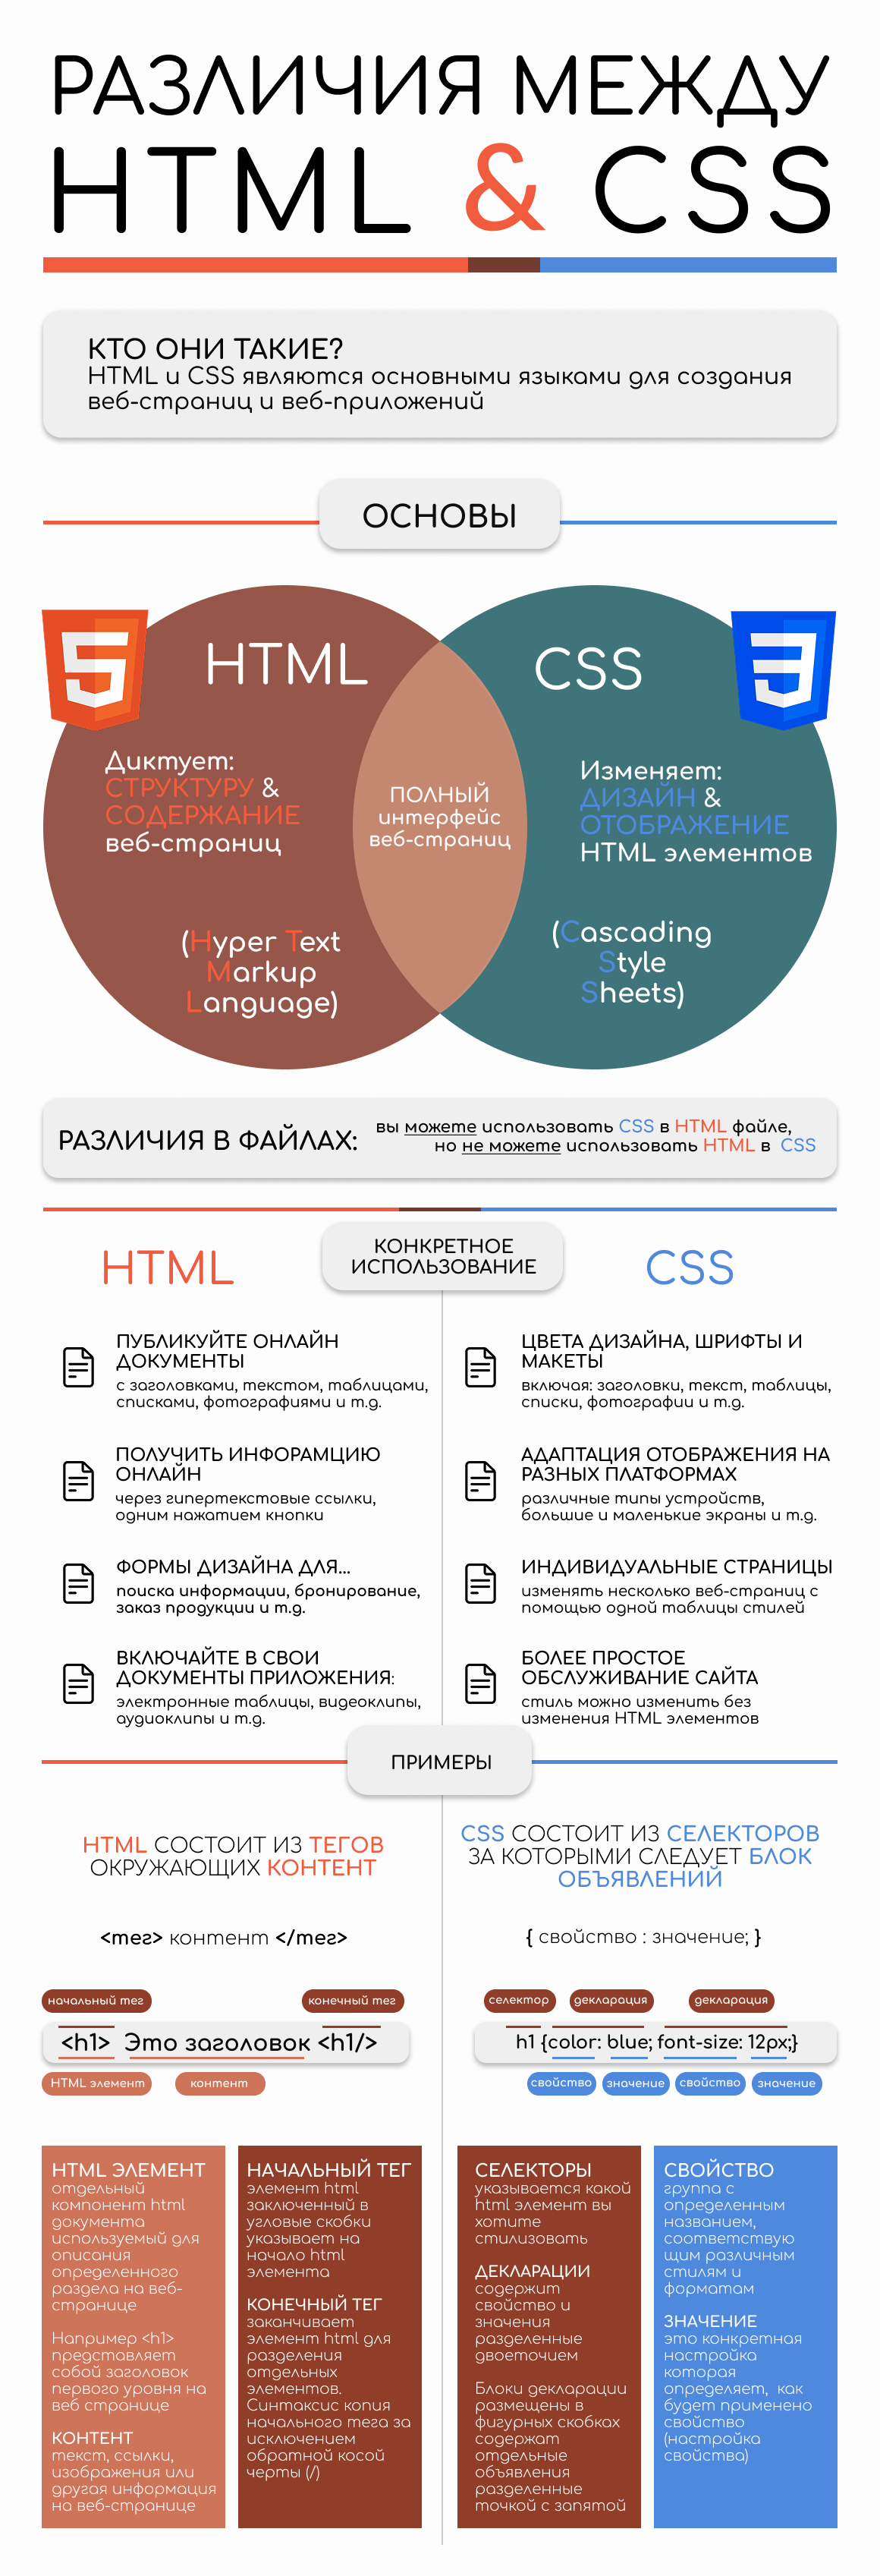 РАЗЛИЧИЯ МЕЖДУ
HTML & CSS
КТО ОНИ ТАКИЕ?
HTML и CSS являются основными языками для создания
веб-страниц и веб-приложений
ОСНОВЫ
HTML
Диктует:
СТРУКТУРУ &
СОДЕРЖАНИЕ
веб-страниц
(Hyper Text
Markup
Language)
ПОЛНЫЙ
интерфейс
веб-страниц
CSS
Изменяет:
ДИЗАЙН &
ОТОБРАЖЕНИЕ
HTML элементов
(Cascading
Style
Sheets)
РАЗЛИЧИЯ В ФАЙЛАХ:
вы можете использовать CSS в HTML файле,
но не можете использовать HTML в CSS
КОНКРЕТНОЕ
ИСПОЛЬЗОВАНИЕ
HTML
ПУБЛИКУЙТЕ ОНЛАЙН
ДОКУМЕНТЫ
с заголовками, текстом, таблицами,
списками, фотографиями и т.д.
ПОЛУЧИТЬ ИНФОРАМЦИЮ
ОНЛАЙН
через гипертекстовые ссылки,
одним нажатием кнопки
ФОРМЫ ДИЗАЙНА ДЛЯ...
поиска информации, бронирование,
заказ продукции и т.д.
ВКЛЮЧАЙТЕ В СВОИ
ДОКУМЕНТЫ ПРИЛОЖЕНИЯ:
электронные таблицы, видеоклипы,
аудиоклипы и т.д.
CSS
ЦВЕТА ДИЗАЙНА, ШРИФТЫ И
МАКЕТЫ
включая: заголовки, текст, таблицы,
списки, фотографии и т.д.
АДАПТАЦИЯ ОТОБРАЖЕНИЯ НА
РАЗНЫХ ПЛАТФОРМАХ
различные типы устройств,
большие и маленькие экраны и т.д.
ИНДИВИДУАЛЬНЫЕ СТРАНИЦЫ
изменять несколько веб-страниц с
помощью одной таблицы стилей
БОЛЕЕ ПРОСТОЕ
ОБСЛУЖИВАНИЕ САЙТА
стиль можно изменить без
изменения HTML элементов
ПРИМЕРЫ
HTML СОСТОИТ ИЗ ТЕГОВ
ОКРУЖАЮЩИХ КОНТЕНТ
<тег> контент </тег>
начальный тег
конечный тег
<h1> Это заголовок <h1/>
HTML элемент
контент
CSS СОСТОИТ ИЗ СЕЛЕКТОРОВ
ЗА КОТОРЫМИ СЛЕДУЕТ БЛОК
ОБЪЯВЛЕНИЙ
{ свойство : значение; }
селектор
декларация
декларация
h1 {color: blue; font-size: 12px;}
свойство
значение
свойство
значение
HTML ЭЛЕМЕНТ
отдельный
компонент html
документа
используемый для
описания
определенного
раздела на веб-
странице
Например <h1>
представляет
собой заголовок
первого уровня на
веб странице
КОНТЕНТ
текст, ссылки,
изображения или
другая информация
на веб-странице
НАЧАЛЬНЫЙ ТЕГ
элемент html
заключенный в
угловые скобки
указывает на
начало html
элемента
КОНЕЧНЫЙ ТЕГ
заканчивает
элемент html для
разделения
отдельных
элементов.
Синтаксис копия
начального тега за
исключением
обратной косой
черты (/)
СЕЛЕКТОРЫ
указывается какой
html элемент вы
хотите
стилизовать
ДЕКЛАРАЦИИ
содержит
свойство и
значения
разделенные
двоеточием
Блоки декларации
размещены в
фигурных скобках
содержат
отдельные
объявления
разделенные
точкой с запятой
СВОЙСТВО
группа с
определенным
названием,
соответствую
щим различным
стилям и
форматам
ЗНАЧЕНИЕ
это конкретная
настройка
которая
определяет, как
будет применено
свойство
(настройка
свойства)